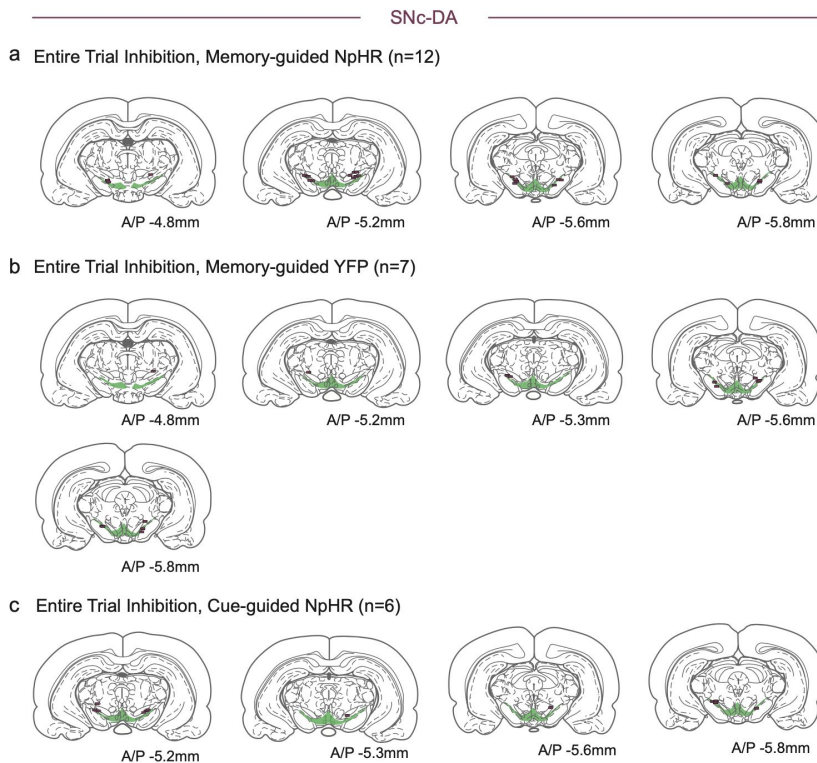 SNc-DA
a Entire Trial Inhibition, Memory-guided NpHR (n=12)
A/P -4.8mm A/P -5.2mm A/P -5.6mm A/P -5.8mm
b Entire Trial Inhibition, Memory-guided YFP (n=7)
A/P -4.8mm A/P -5.2mm A/P -5.3mm A/P -5.6mm
A/P -5.8mm
c Entire Trial Inhibition, Cue-guided NpHR (n=6)
A/P -5.2mm A/P -5.3mm A/P -5.6mm A/P -5.8mm